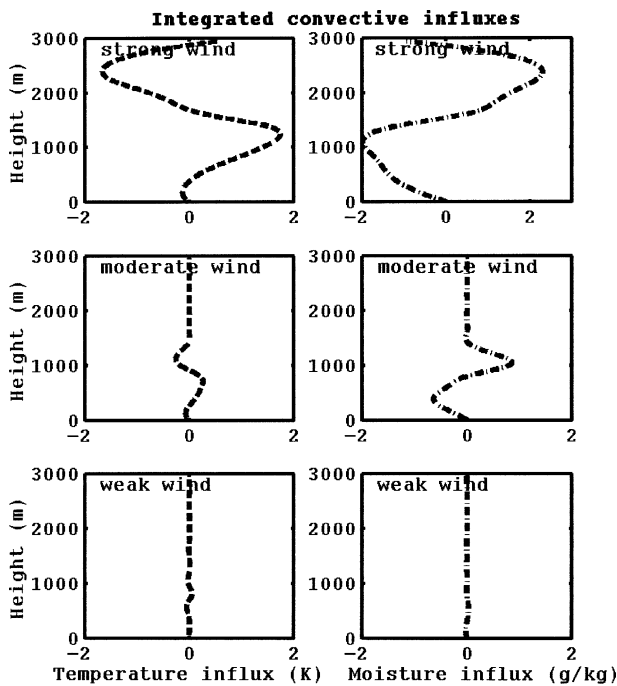 Integrated convective influxes
3000 strong wind 3000 strong wind
2000 2000
Height (m)
1000 1000
0 0
−2 0 2 −2 0 2
3000 moderate wind 3000 moderate wind
2000 2000
Height (m)
1000 1000
0 0
−2 0 2 −2 0 2
3000 weak wind 3000 weak wind
2000 2000
Height (m)
1000 1000
0 0
−2 0 2 −2 0 2
Temperature influx (K) Moisture influx (g/kg)